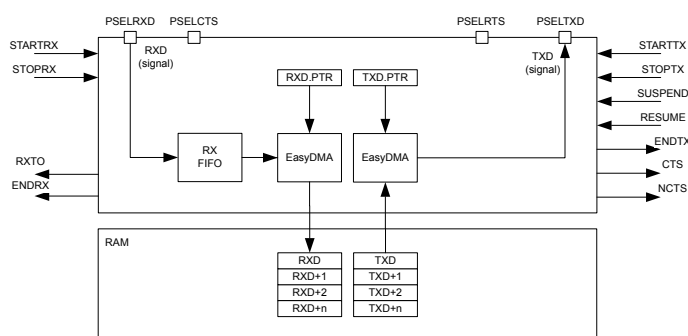 PSELRXD
PSELCTS
PSELRTS
PSELTXD
STARTRX
STOPRX
RXD
(signal)
RXD.PTR
TXD.PTR
TXD
(signal)
STARTTX
STOPTX
SUSPEND
RESUME
RX
FIFO
EasyDMA
EasyDMA
ENDTX
CTS
NCTS
RXTO
ENDRX
RAM
RXD
RXD+1
RXD+2
RXD+n
TXD
TXD+1
TXD+2
TXD+n